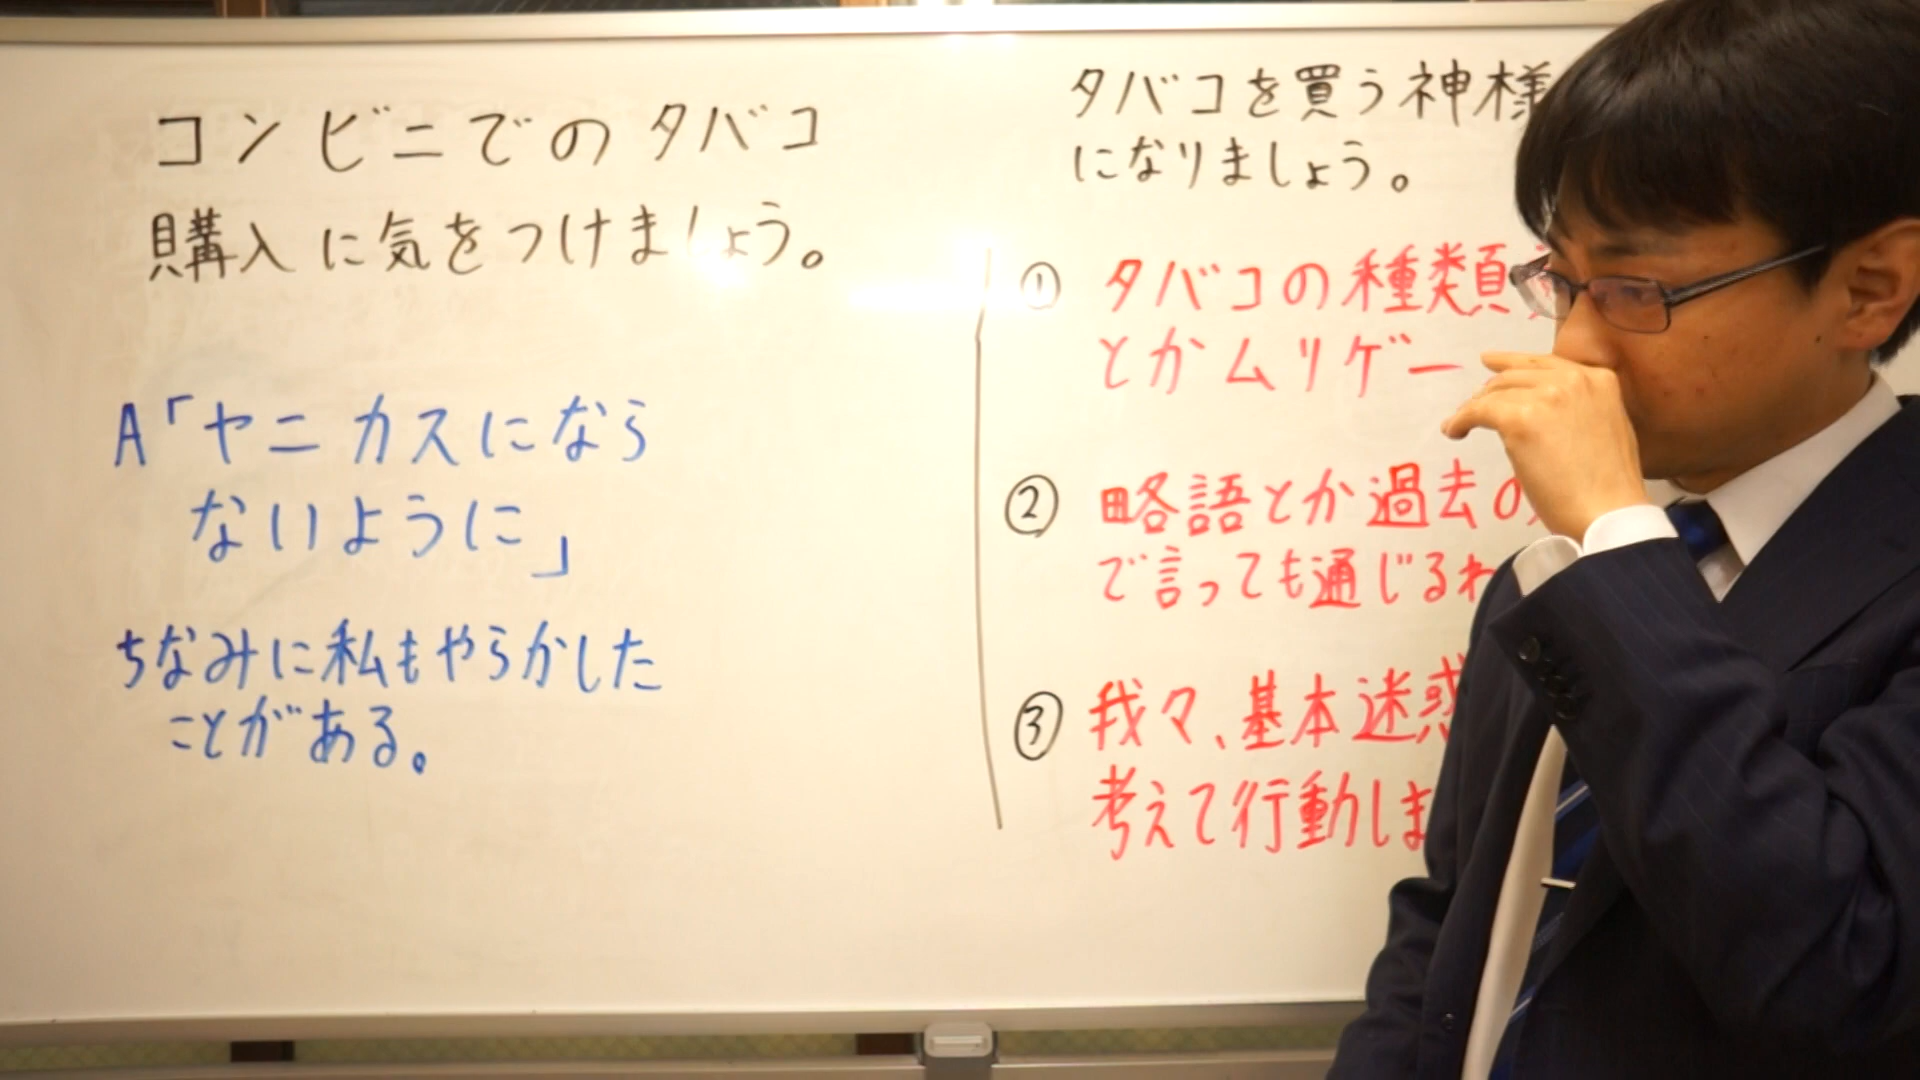 コンビニでのタバコ
購入に気をつけましょう。
A「ヤニカスになら
ないように」
ちなみに私もやらかした
ことがある。
タバコを買う神様
になりましょう。
① タバコの種類
とかムリゲー
② 略語とか過去の
で言っても通じるわ
③ 我々、基本迷惑
考えて行動しま